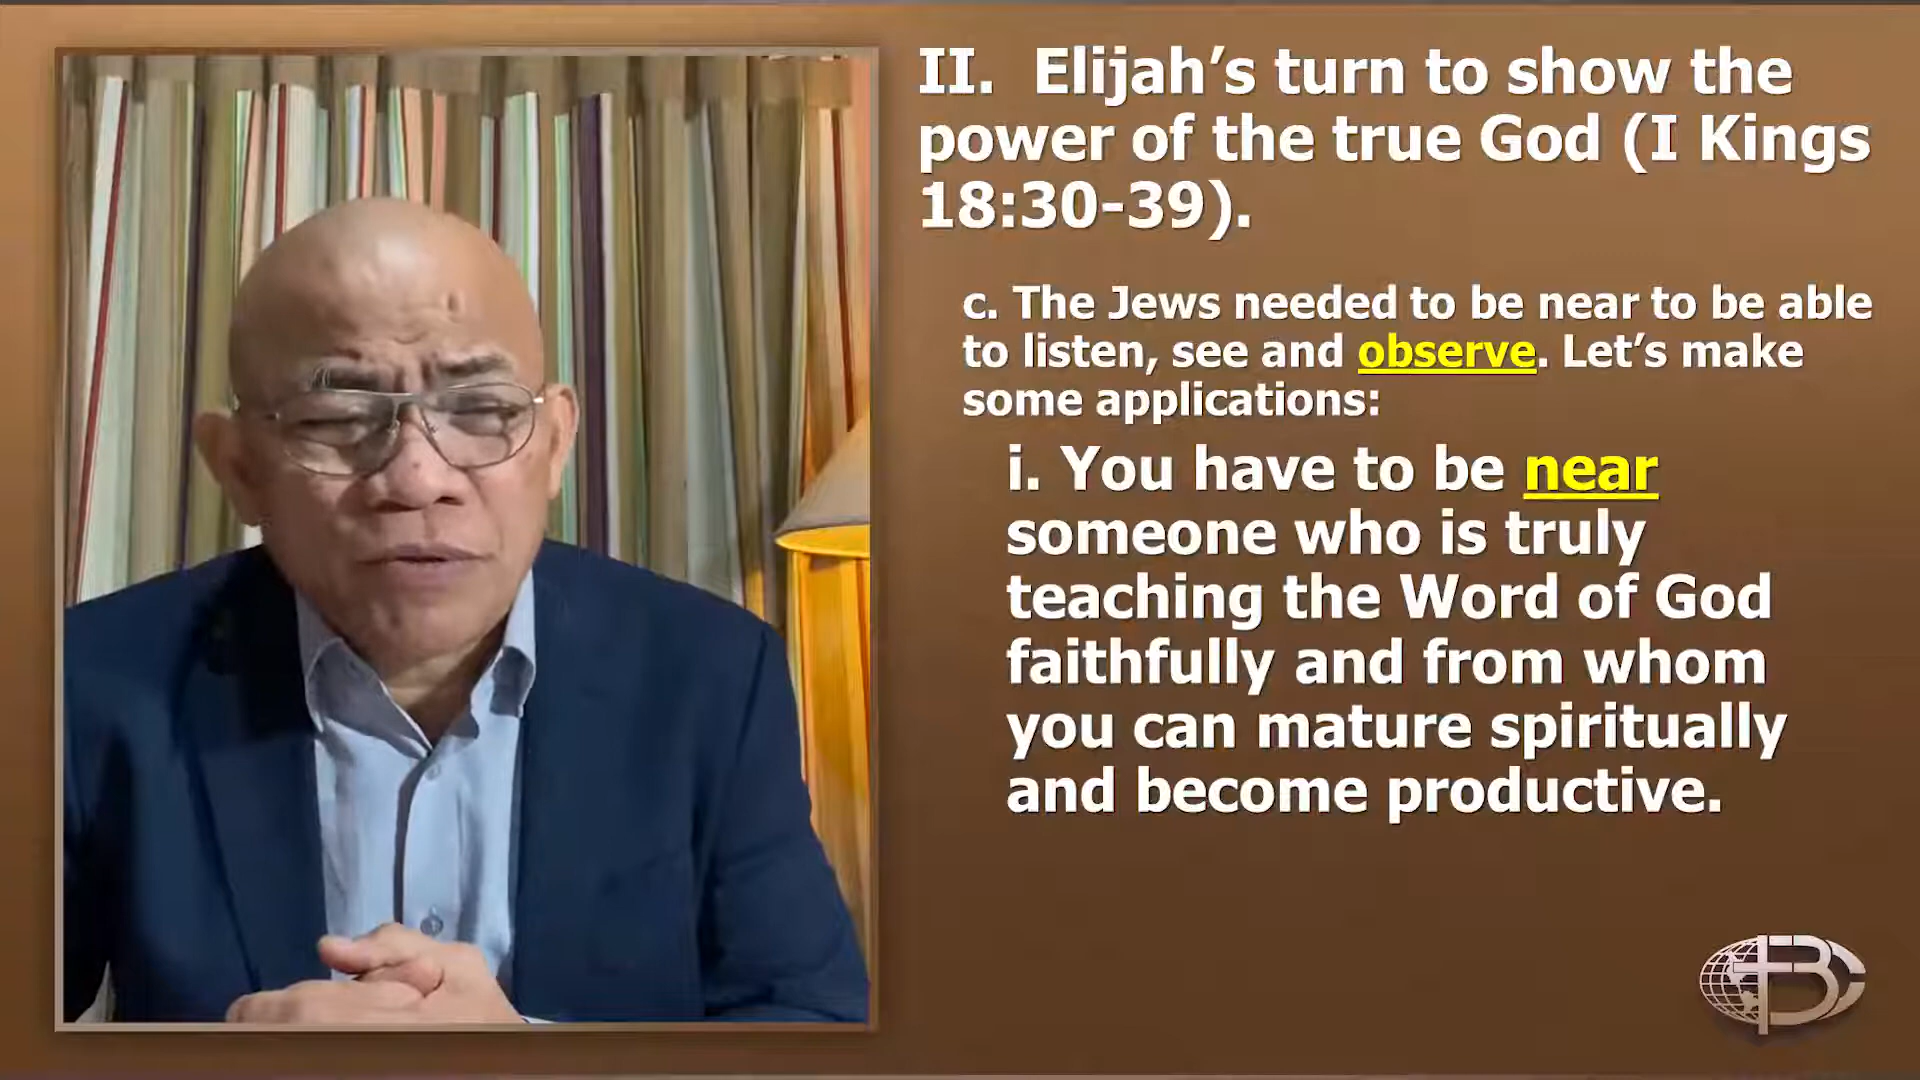 II.  Elijah’s turn to show the
power of the true God (I Kings
18:30-39).
c. The Jews needed to be near to be able
to listen, see and observe. Let’s make
some applications:
i. You have to be near
someone who is truly
teaching the Word of God
faithfully and from whom
you can mature spiritually
and become productive.
BC